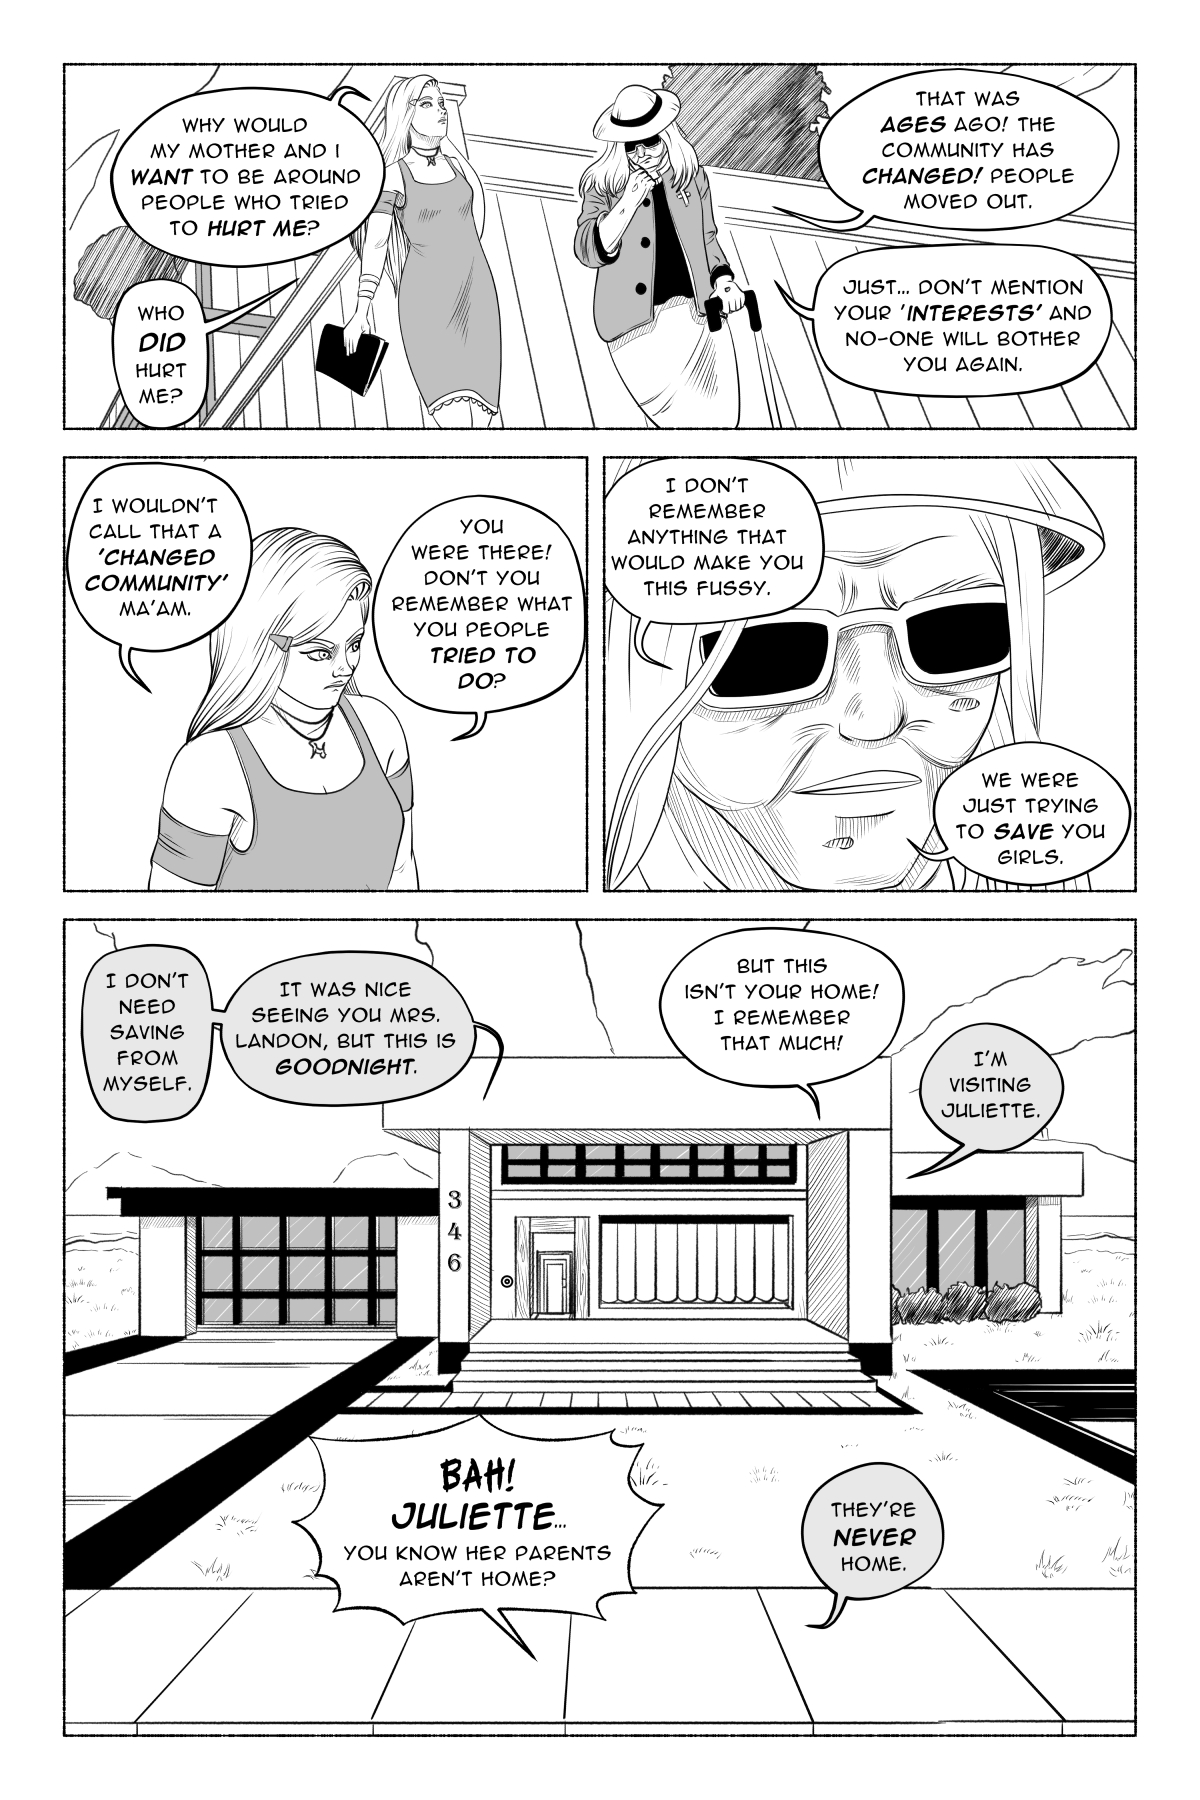 WHY WOULD
MY MOTHER AND I
WANT TO BE AROUND
PEOPLE WHO TRIED
TO HURT ME?
WHO
DID
HURT
ME?
THAT WAS
AGES AGO! THE
COMMUNITY HAS
CHANGED! PEOPLE
MOVED OUT.
JUST... DON'T MENTION
YOUR 'INTERESTS' AND
NO-ONE WILL BOTHER
YOU AGAIN.
I WOULDN'T
CALL THAT A
'CHANGED
COMMUNITY'
MA'AM.
YOU
WERE THERE!
DON'T YOU
REMEMBER WHAT
YOU PEOPLE
TRIED TO
DO?
I DON'T
REMEMBER
ANYTHING THAT
WOULD MAKE YOU
THIS FUSSY.
WE WERE
JUST TRYING
TO SAVE YOU
GIRLS.
I DON'T
NEED
SAVING
FROM
MYSELF.
IT WAS NICE
SEEING YOU MRS.
LANDON, BUT THIS IS
GOODNIGHT.
BUT THIS
ISN'T YOUR HOME!
I REMEMBER
THAT MUCH!
I'M
VISITING
JULIETTE.
3
4
6
BAH!
JULIETTE...
YOU KNOW HER PARENTS
AREN'T HOME?
THEY'RE
NEVER
HOME.